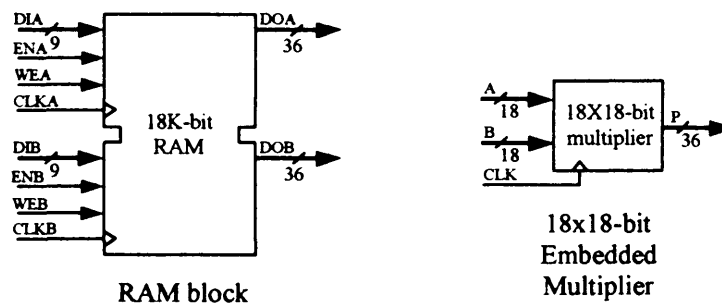 DIA
9
ENA
WEA
CLKA
DIB
9
ENB
WEB
CLKB
18K-bit
RAM
DOA
36
DOB
36
RAM block
A
18
B
18
CLK
18X18-bit
multiplier
P
36
18x18-bit
Embedded
Multiplier